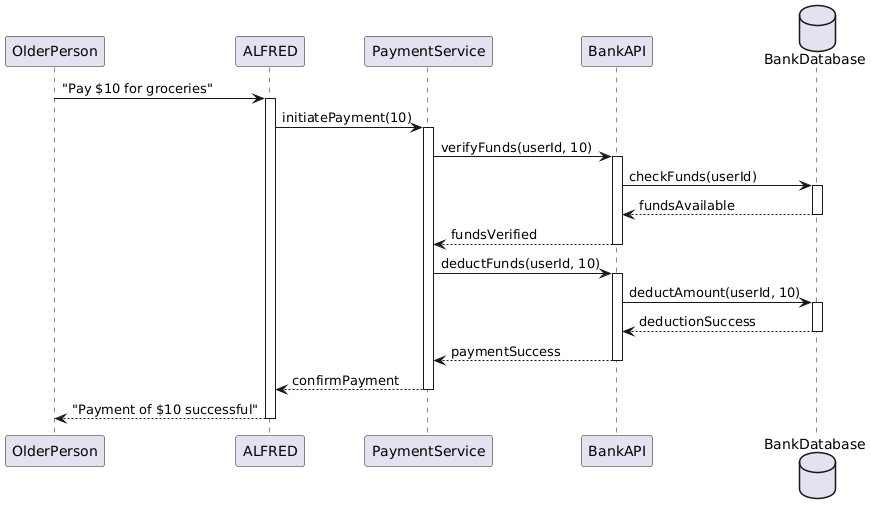 BankDatabase
OlderPerson
ALFRED
PaymentService
BankAPI
"Pay $10 for groceries"
initiatePayment(10)
verifyFunds(userId, 10)
checkFunds(userId)
fundsAvailable
fundsVerified
deductFunds(userId, 10)
deductAmount(userId, 10)
deductionSuccess
paymentSuccess
confirmPayment
"Payment of $10 successful"
OlderPerson
ALFRED
PaymentService
BankAPI
BankDatabase